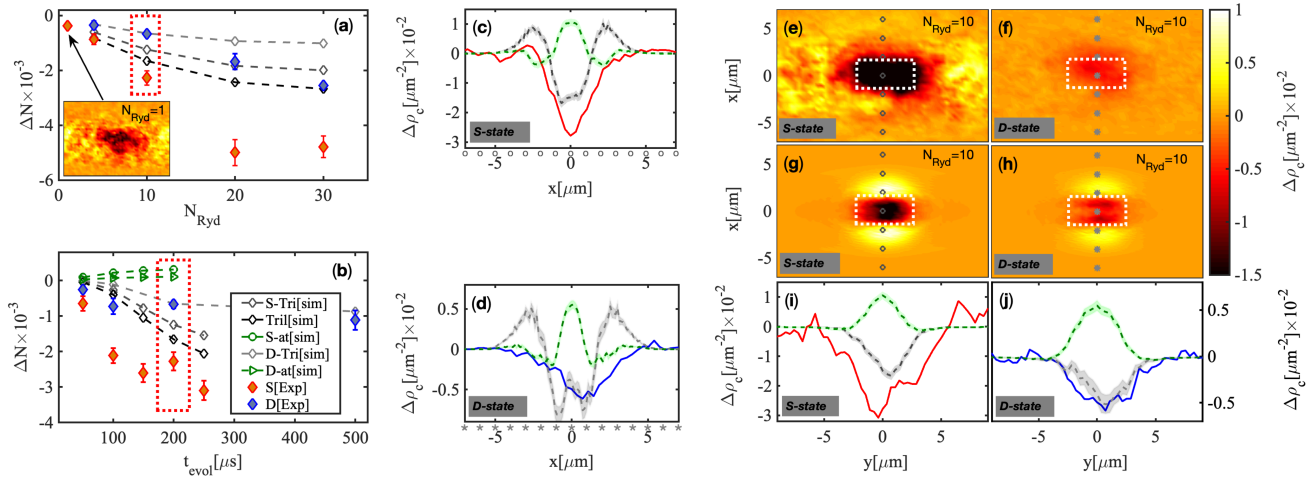 (a)
0
-2
-4
-6
ΔN×10⁻³
N_Ryd=1
1
10
20
30
N_Ryd
(b)
0
-1
-2
-3
-4
ΔN×10⁻³
S-Tri[sim]
Tril[sim]
S-at[sim]
D-Tri[sim]
D-at[sim]
S[Exp]
D[Exp]
100
200
300
400
500
t_evol[μs]
(c)
1
0
-1
-2
-3
Δρ_c[μm⁻²]×10⁻²
S-state
-5
0
5
x[μm]
(d)
0.5
0
-0.5
Δρ_c[μm⁻²]×10⁻²
D-state
-5
0
5
x[μm]
(e)
N_Ryd=10
5
0
-5
x[μm]
S-state
(f)
N_Ryd=10
D-state
(g)
N_Ryd=10
5
0
-5
x[μm]
S-state
(h)
N_Ryd=10
D-state
1
0.5
0
-0.5
-1
-1.5
Δρ_c[μm⁻²]×10⁻²
(i)
1
0
-1
-2
-3
Δρ_c[μm⁻²]×10⁻²
S-state
-5
0
5
y[μm]
(j)
0.5
0
-0.5
Δρ_c[μm⁻²]×10⁻²
D-state
-5
0
5
y[μm]